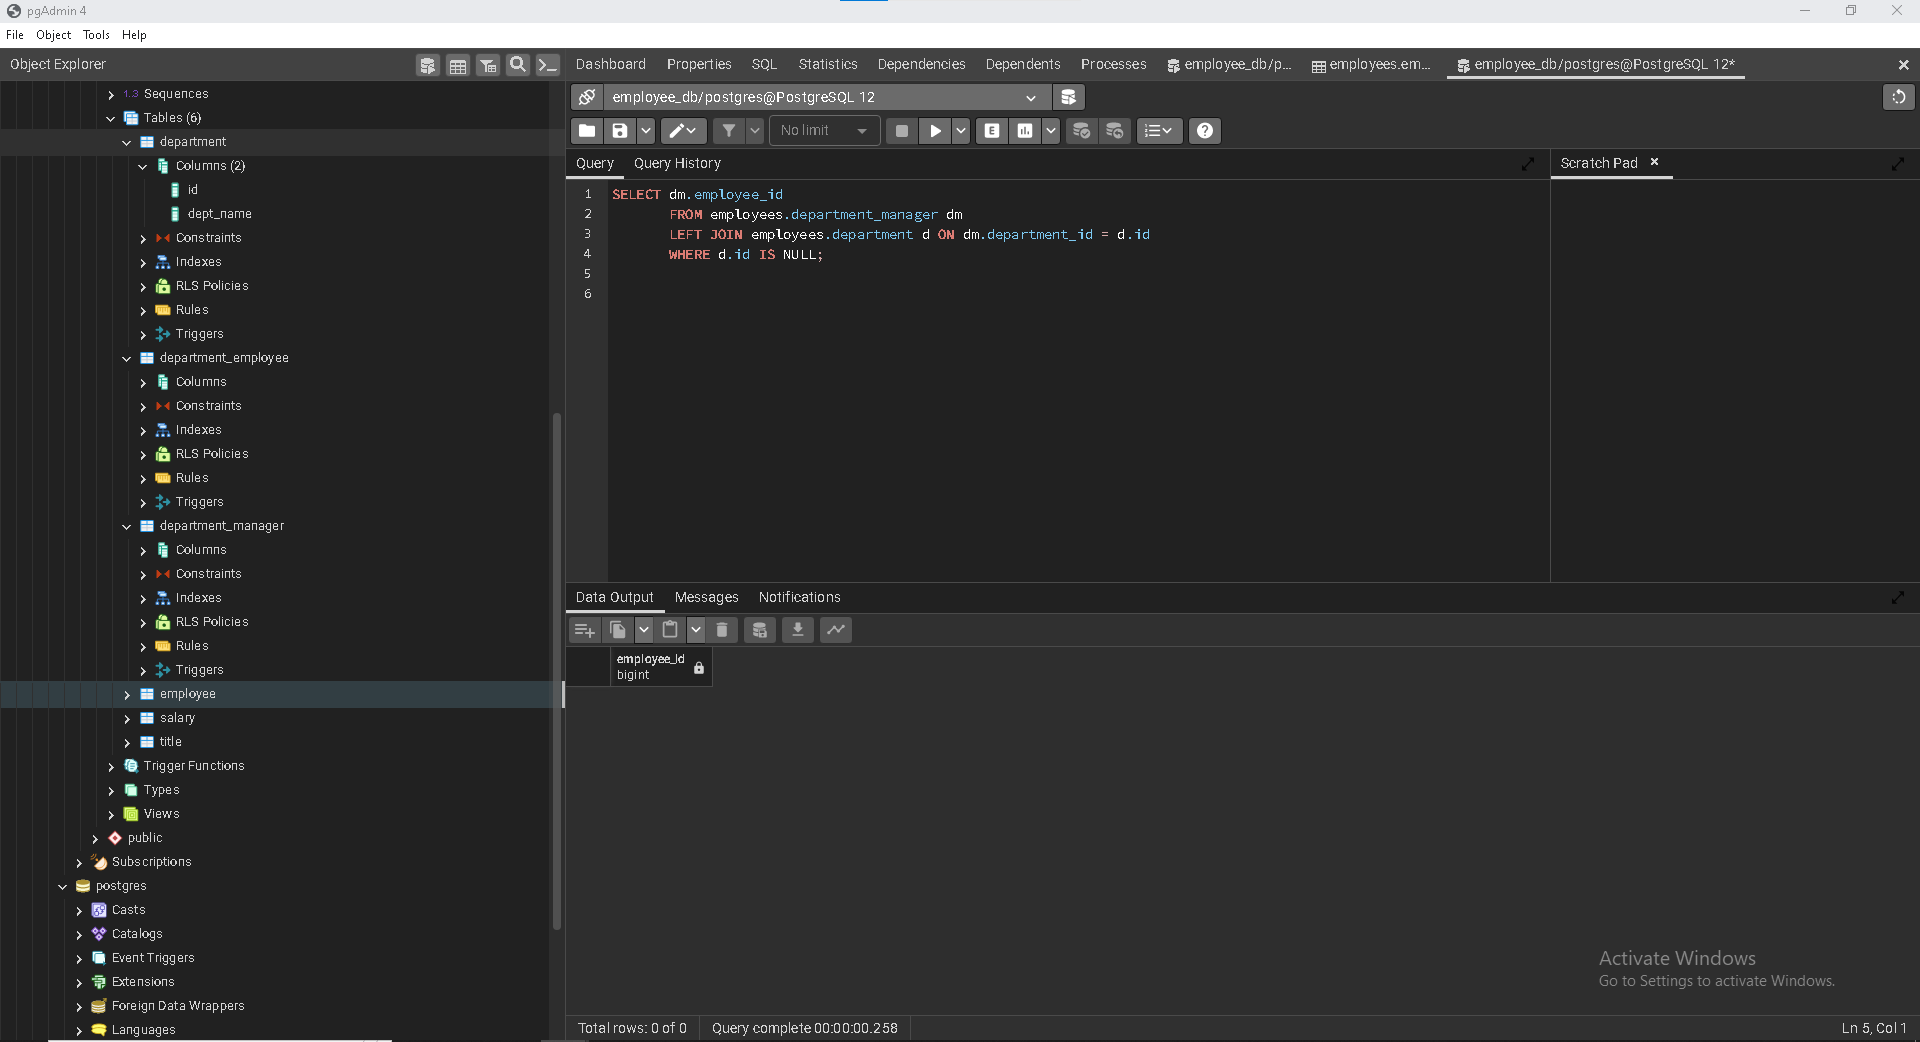 pgAdmin 4
File Object Tools Help
Object Explorer
Dashboard Properties SQL Statistics Dependencies Dependents Processes employee_db/p... employees.em... employee_db/postgres@PostgreSQL 12*
employee_db/postgres@PostgreSQL 12
No limit
E
Query Query History
Scratch Pad
1 SELECT dm.employee_id
2 FROM employees.department_manager dm
3 LEFT JOIN employees.department d ON dm.department_id = d.id
4 WHERE d.id IS NULL;
5
6
1.3 Sequences
Tables (6)
department
Columns (2)
id
dept_name
Constraints
Indexes
RLS Policies
Rules
Triggers
department_employee
Columns
Constraints
Indexes
RLS Policies
Rules
Triggers
department_manager
Columns
Constraints
Indexes
RLS Policies
Rules
Triggers
employee
salary
title
Trigger Functions
Types
Views
public
Subscriptions
postgres
Casts
Catalogs
Event Triggers
Extensions
Foreign Data Wrappers
Languages
Data Output Messages Notifications
employee_id
bigint
Activate Windows
Go to Settings to activate Windows.
Total rows: 0 of 0 Query complete 00:00:00.258
Ln 5, Col 1